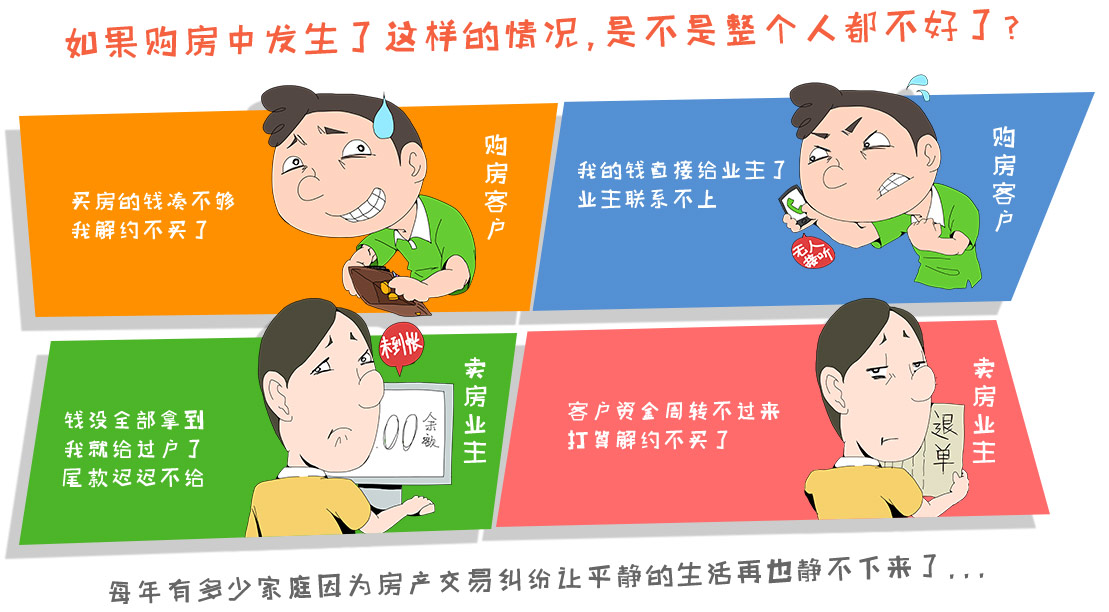 如果购房中发生了这样的情况,是不是整个人都不好了?
买房的钱凑不够
我解约不买了
购房客户
我的钱直接给业主了
业主联系不上
无人
接听
购房客户
钱没全部拿到
我就给过户了
尾款迟迟不给
未到帐
00
余额
卖房业主
客户资金周转不过来
打算解约不买了
退单
卖房业主
每年有多少家庭因为房产交易纠纷让平静的生活再也静不下来了...